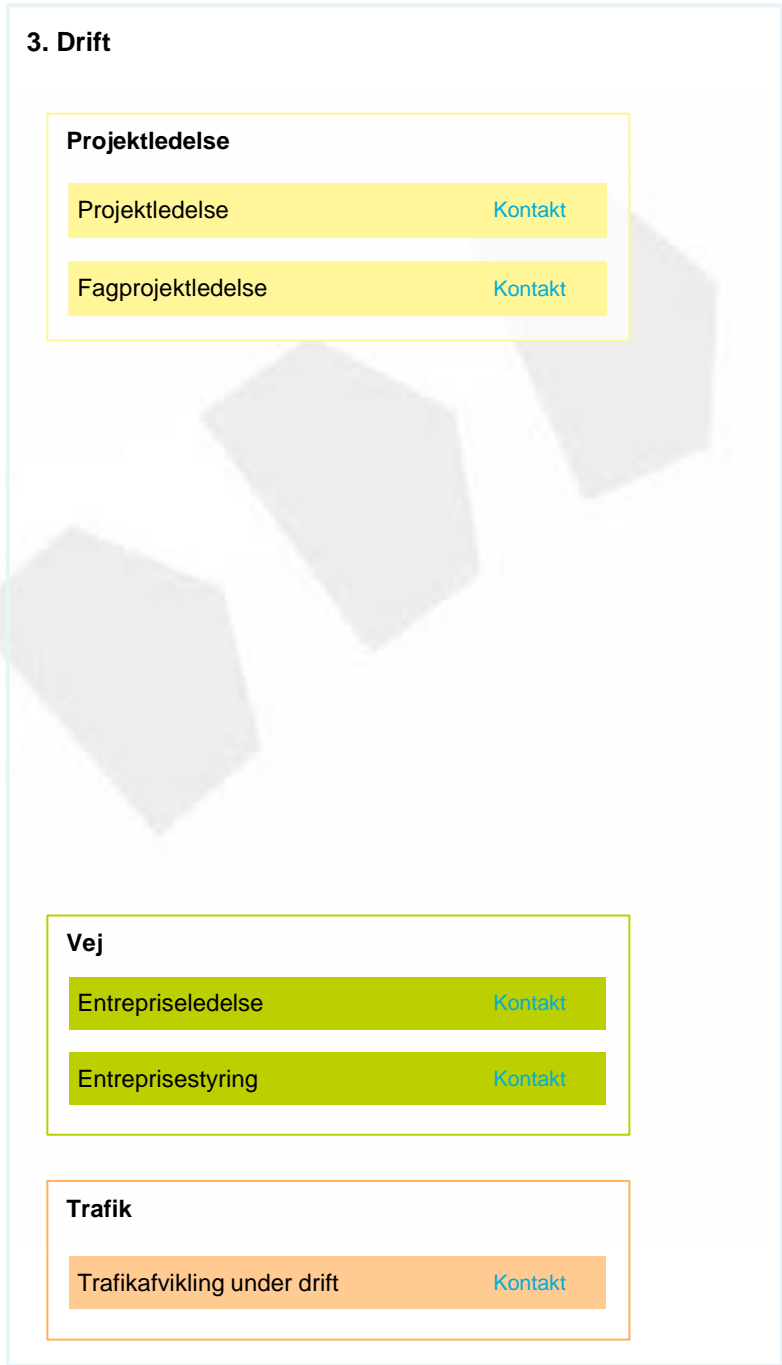 3. Drift
Projektledelse
Projektledelse Kontakt
Fagprojektledelse Kontakt
Vej
Entrepriseledelse Kontakt
Entreprisestyring Kontakt
Trafik
Trafikafvikling under drift Kontakt